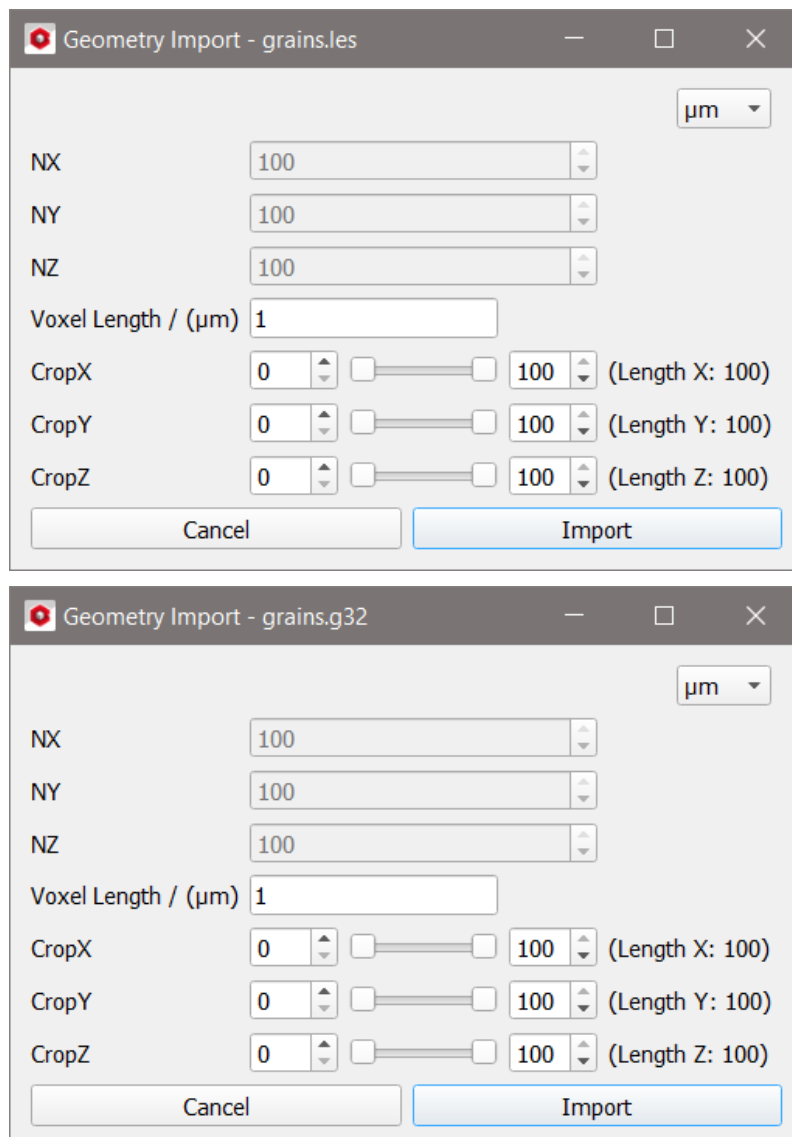 Geometry Import - grains.les
µm
NX 100
NY 100
NZ 100
Voxel Length / (µm) 1
CropX 0 100 (Length X: 100)
CropY 0 100 (Length Y: 100)
CropZ 0 100 (Length Z: 100)
Cancel Import
Geometry Import - grains.g32
µm
NX 100
NY 100
NZ 100
Voxel Length / (µm) 1
CropX 0 100 (Length X: 100)
CropY 0 100 (Length Y: 100)
CropZ 0 100 (Length Z: 100)
Cancel Import